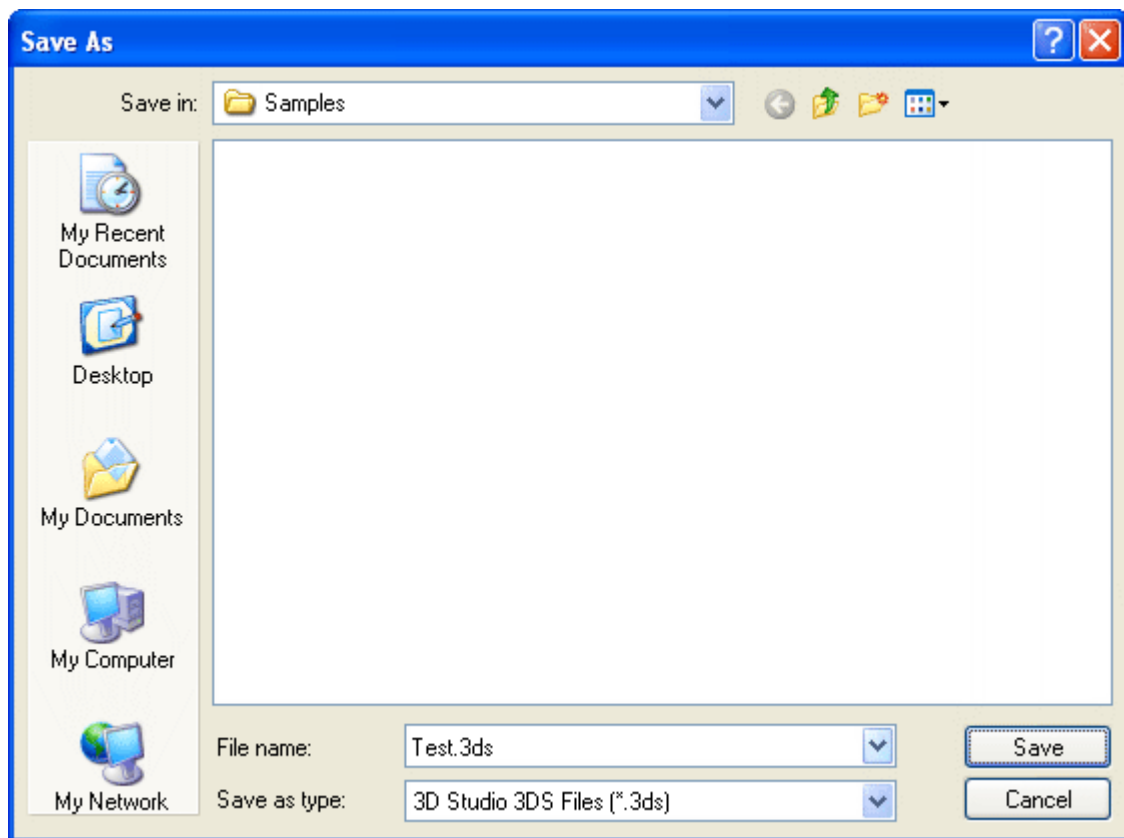 Save As
Save in:
Samples
My Recent
Documents
Desktop
My Documents
My Computer
My Network
File name:
Test.3ds
Save
Save as type:
3D Studio 3DS Files (*.3ds)
Cancel